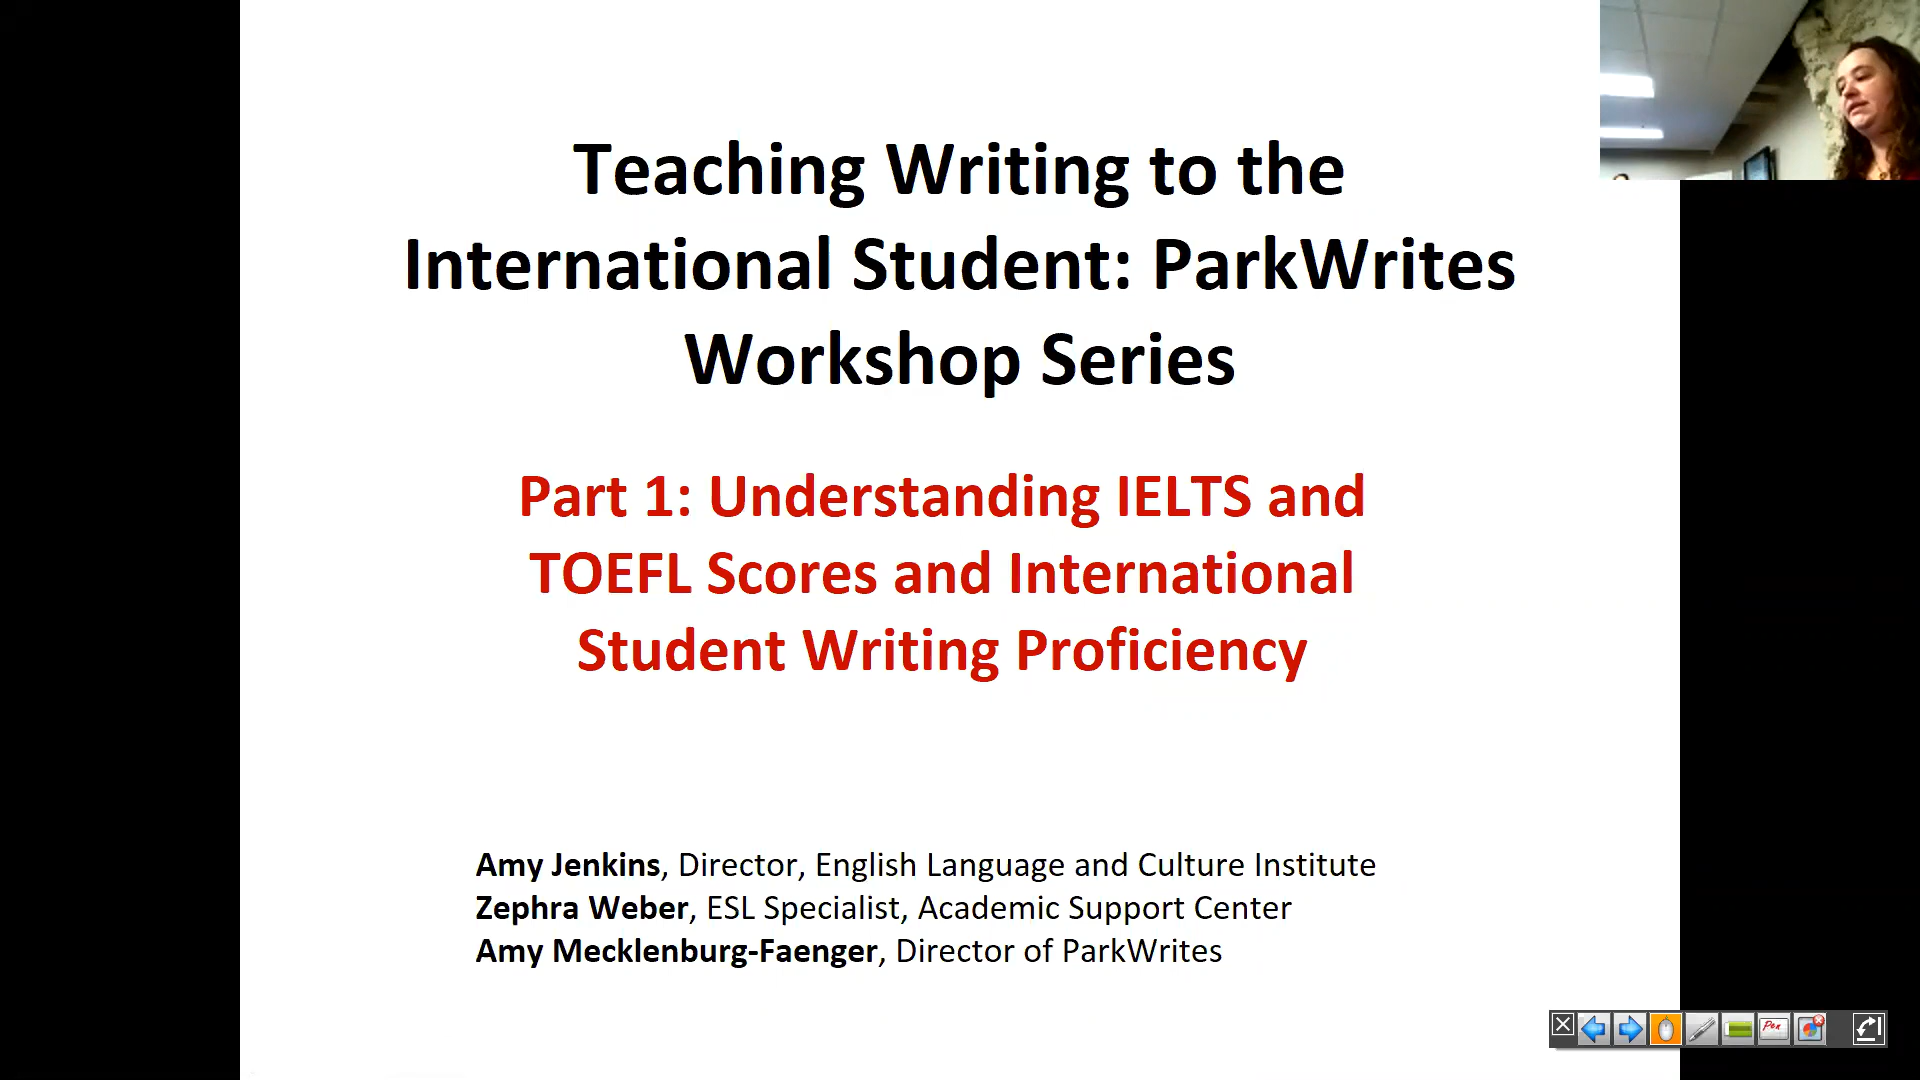 Teaching Writing to the
International Student: ParkWrites
Workshop Series
Part 1: Understanding IELTS and
TOEFL Scores and International
Student Writing Proficiency
Amy Jenkins, Director, English Language and Culture Institute
Zephra Weber, ESL Specialist, Academic Support Center
Amy Mecklenburg-Faenger, Director of ParkWrites
Pen